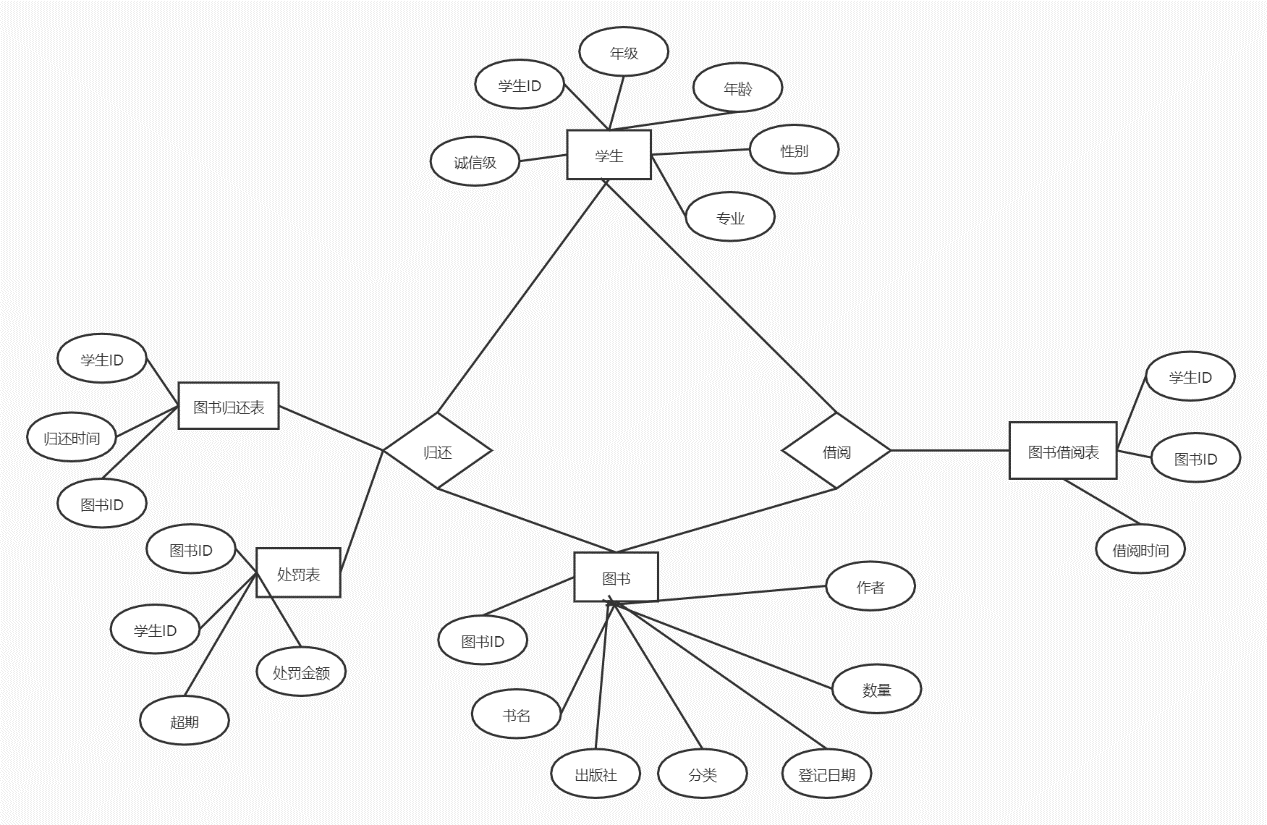 年级
学生ID
年龄
学生
性别
诚信级
专业
学生ID
图书归还表
归还时间
图书ID
归还
借阅
学生ID
图书借阅表
图书ID
借阅时间
图书ID
处罚表
学生ID
处罚金额
超期
图书
作者
图书ID
数量
书名
出版社
分类
登记日期